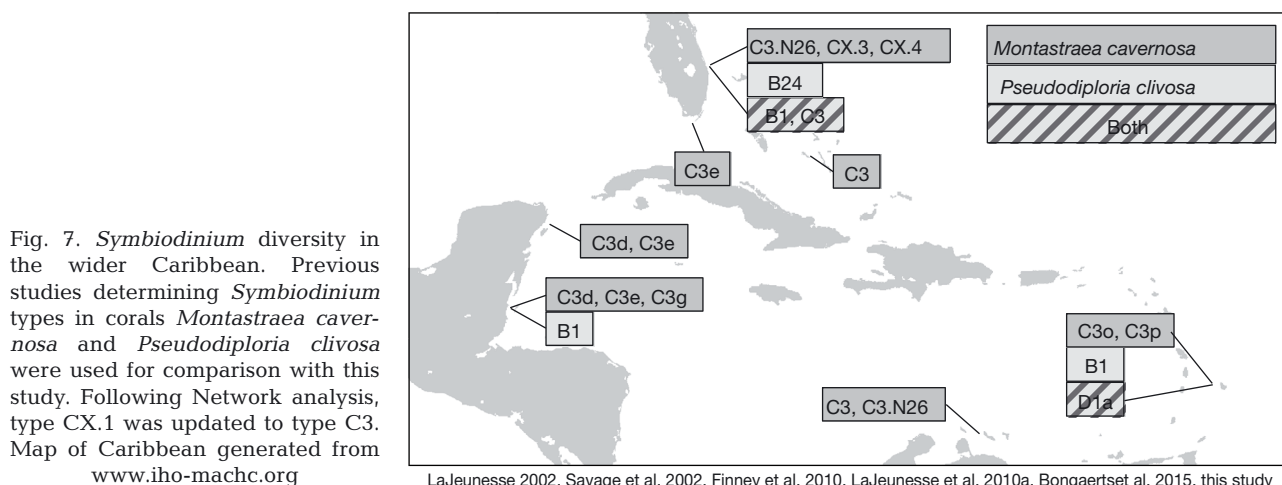 Fig. 7. Symbiodinium diversity in
the wider Caribbean. Previous
studies determining Symbiodinium
types in corals Montastraea caver-
nosa and Pseudodiploria clivosa
were used for comparison with this
study. Following Network analysis,
type CX.1 was updated to type C3.
Map of Caribbean generated from
www.iho-machc.org
C3.N26, CX.3, CX.4
B24
B1, C3
Montastraea cavernosa
Pseudodiploria clivosa
Both
C3e
C3
C3d, C3e
C3d, C3e, C3g
B1
C3o, C3p
B1
D1a
C3, C3.N26
LaJeunesse 2002, Savage et al. 2002, Finney et al. 2010, LaJeunesse et al. 2010a, Bongaertset al. 2015, this study